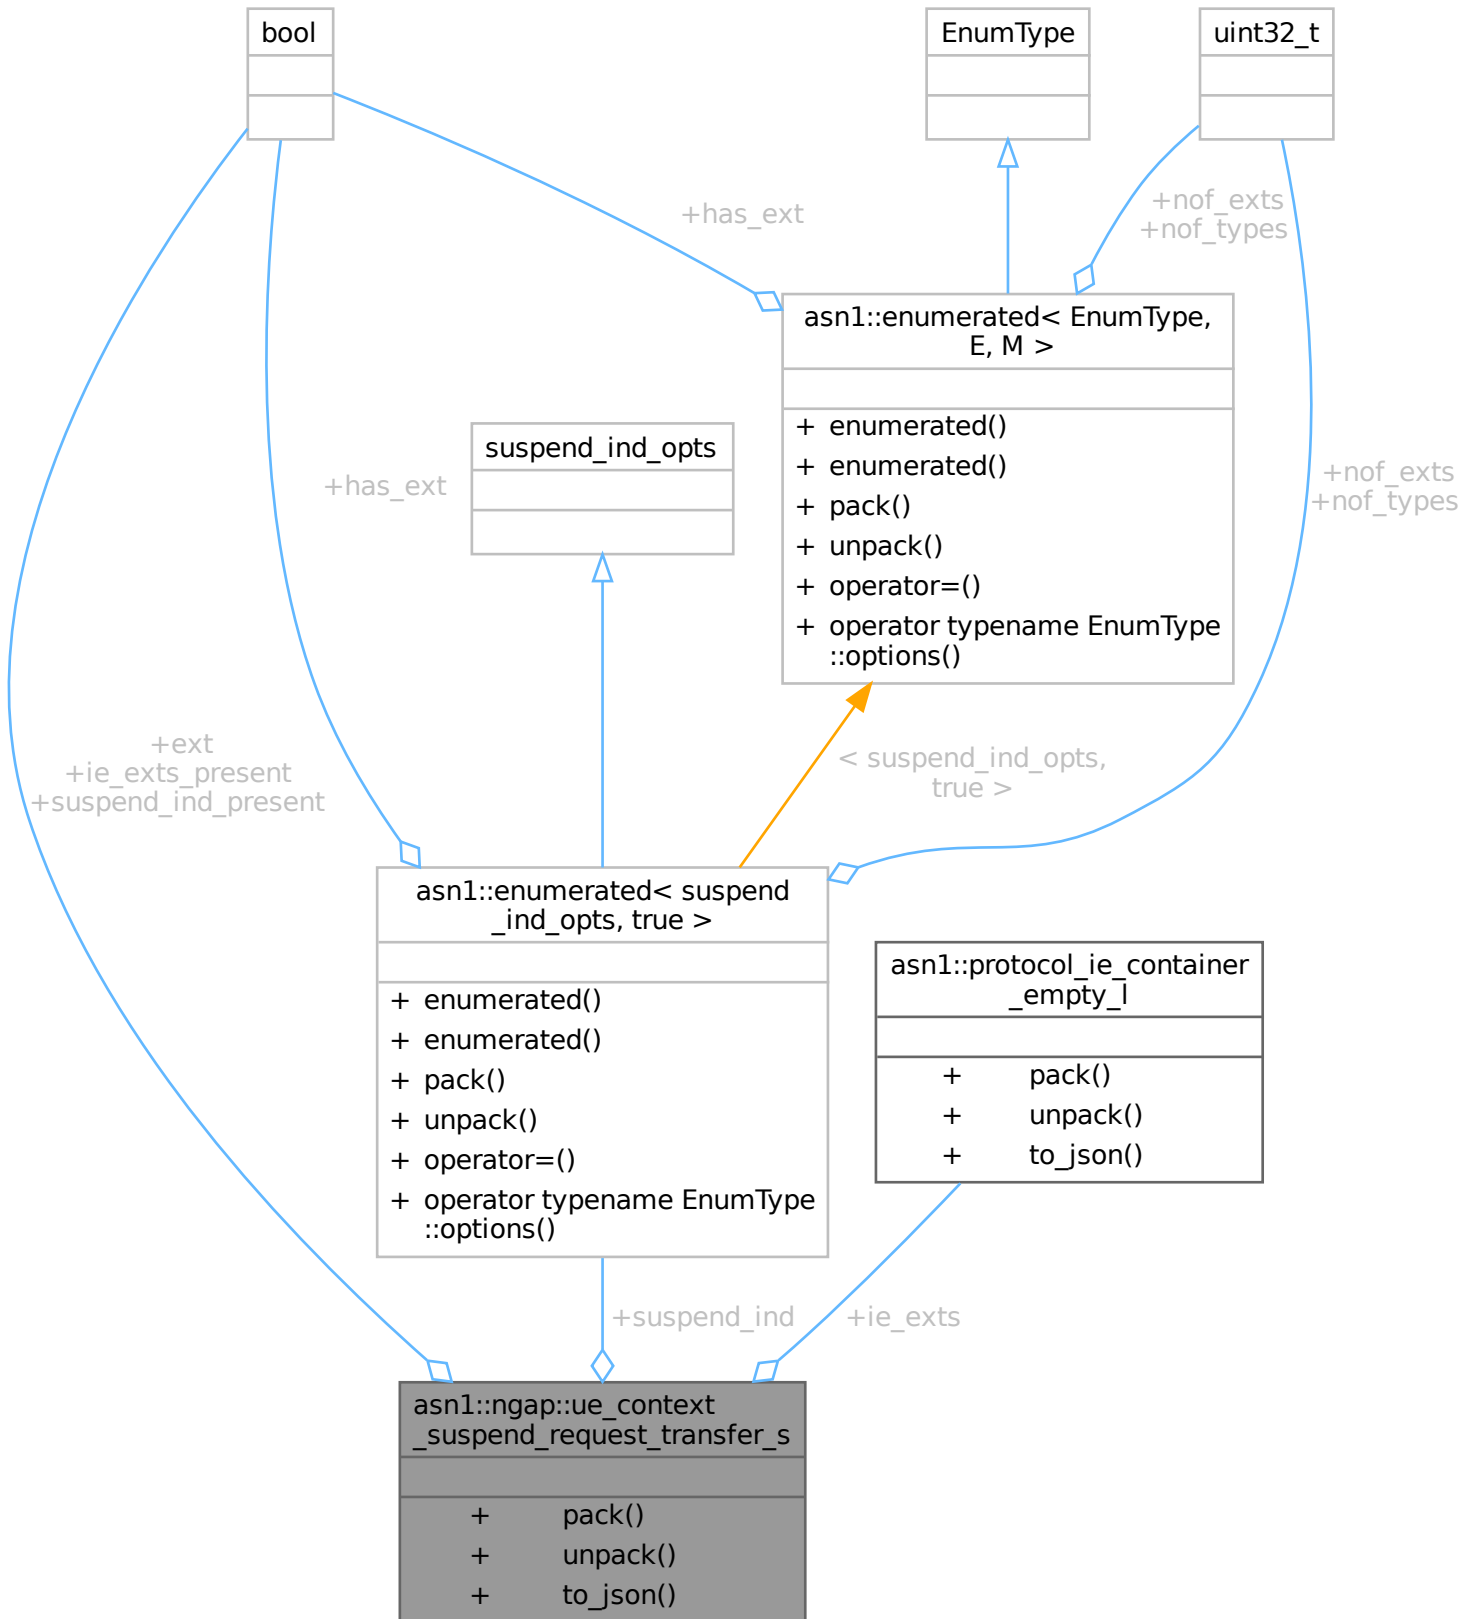 bool
EnumType
uint32_t
+has_ext
+nof_exts
+nof_types
asn1::enumerated< EnumType,
E, M >
+ enumerated()
+ enumerated()
+ pack()
+ unpack()
+ operator=()
+ operator typename EnumType
::options()
suspend_ind_opts
+has_ext
+nof_exts
+nof_types
+ext
+ie_exts_present
+suspend_ind_present
< suspend_ind_opts,
true >
asn1::enumerated< suspend
_ind_opts, true >
+ enumerated()
+ enumerated()
+ pack()
+ unpack()
+ operator=()
+ operator typename EnumType
::options()
asn1::protocol_ie_container
_empty_l
+ pack()
+ unpack()
+ to_json()
+suspend_ind
+ie_exts
asn1::ngap::ue_context
_suspend_request_transfer_s
+ pack()
+ unpack()
+ to_json()